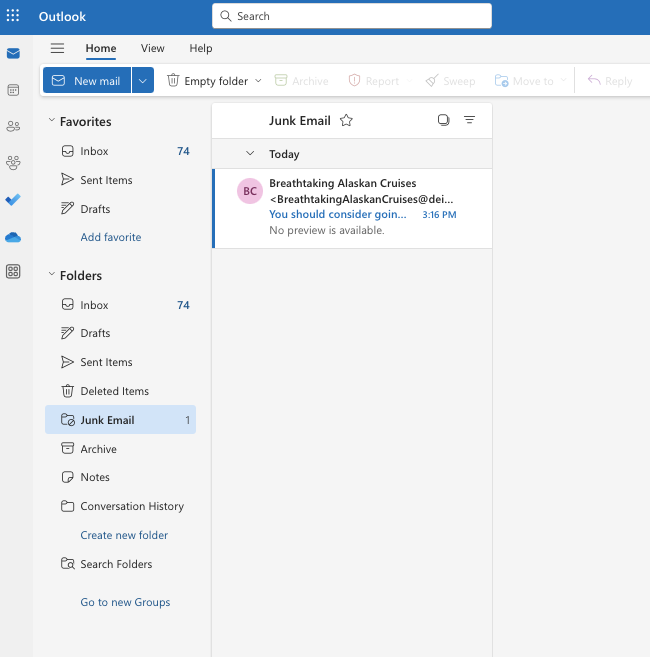 Outlook
Search
Home View Help
New mail Empty folder Archive Report Sweep Move to Reply
Favorites
Inbox 74
Sent Items
Drafts
Add favorite
Folders
Inbox 74
Drafts
Sent Items
Deleted Items
Junk Email 1
Archive
Notes
Conversation History
Create new folder
Search Folders
Go to new Groups
Junk Email
Today
BC
Breathtaking Alaskan Cruises
<BreathtakingAlaskanCruises@dei...
You should consider goin... 3:16 PM
No preview is available.